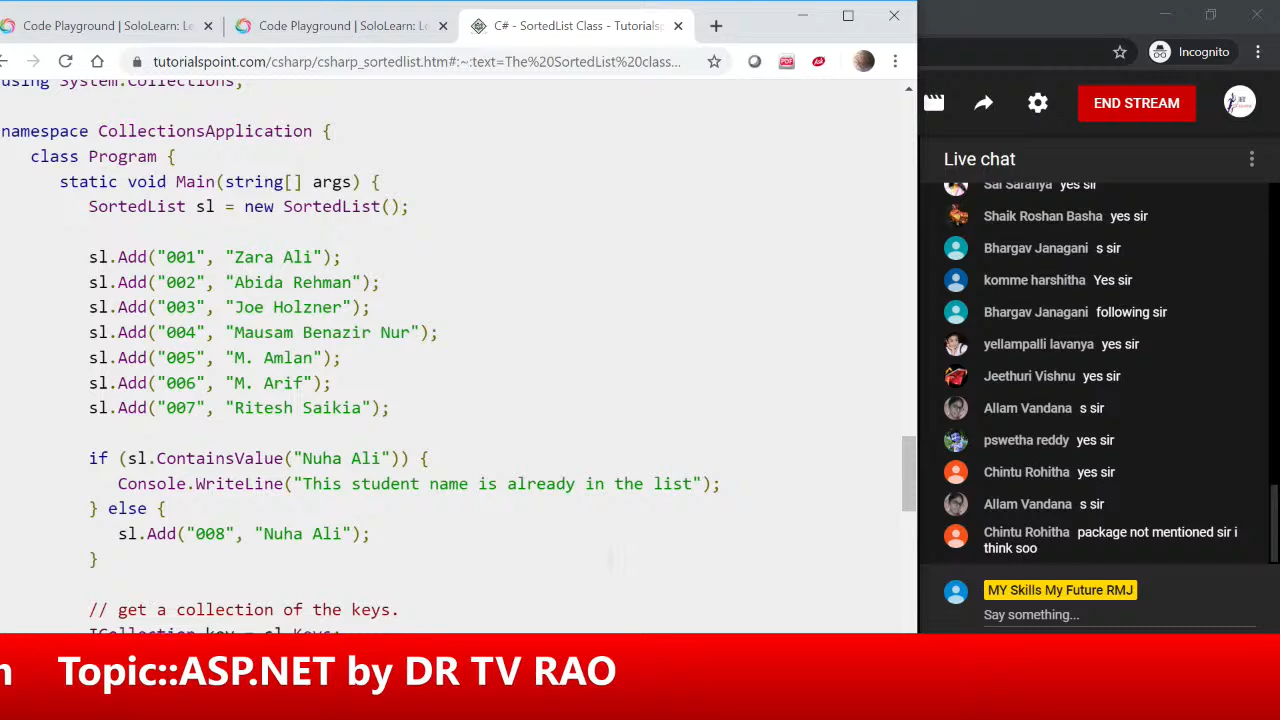 Code Playground | SoloLearn: Le
Code Playground | SoloLearn: Le
C# - SortedList Class - Tutorialsp
tutorialspoint.com/csharp/csharp_sortedlist.htm#:~:text=The%20SortedList%20class...
Incognito
using System.Collections;
namespace CollectionsApplication {
class Program {
static void Main(string[] args) {
SortedList sl = new SortedList();
sl.Add("001", "Zara Ali");
sl.Add("002", "Abida Rehman");
sl.Add("003", "Joe Holzner");
sl.Add("004", "Mausam Benazir Nur");
sl.Add("005", "M. Amlan");
sl.Add("006", "M. Arif");
sl.Add("007", "Ritesh Saikia");
if (sl.ContainsValue("Nuha Ali")) {
Console.WriteLine("This student name is already in the list");
} else {
sl.Add("008", "Nuha Ali");
}
// get a collection of the keys.
ICollection key = sl.Keys;
END STREAM
Live chat
Sai Saranya yes sir
Shaik Roshan Basha yes sir
Bhargav Janagani s sir
komme harshitha Yes sir
Bhargav Janagani following sir
yellampalli lavanya yes sir
Jeethuri Vishnu yes sir
Allam Vandana s sir
pswetha reddy yes sir
Chintu Rohitha yes sir
Allam Vandana s sir
Chintu Rohitha package not mentioned sir i
think soo
MY Skills My Future RMJ
Say something...
Topic::ASP.NET by DR TV RAO